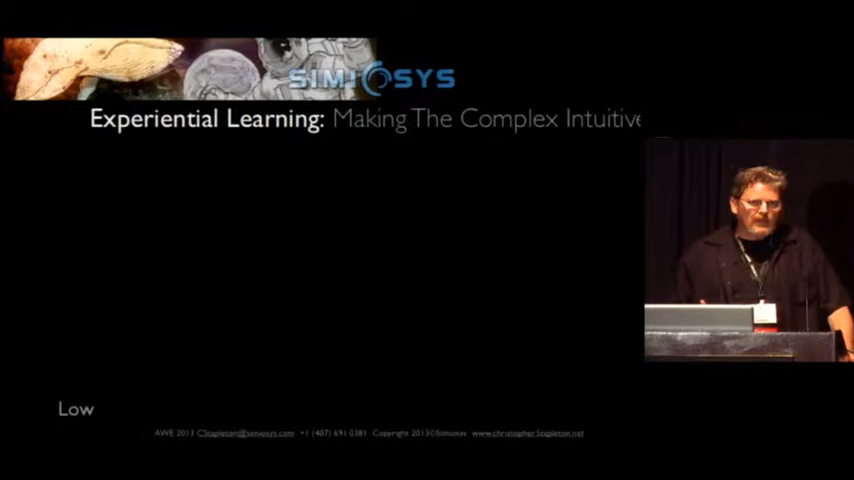 SIMIOSYS
Experiential Learning: Making The Complex Intuitive
Low
AWE 2013 CStapleton@simiosys.com +1 (407) 691 0381 Copyright 2013©Simiosys www.christopherStapleton.net